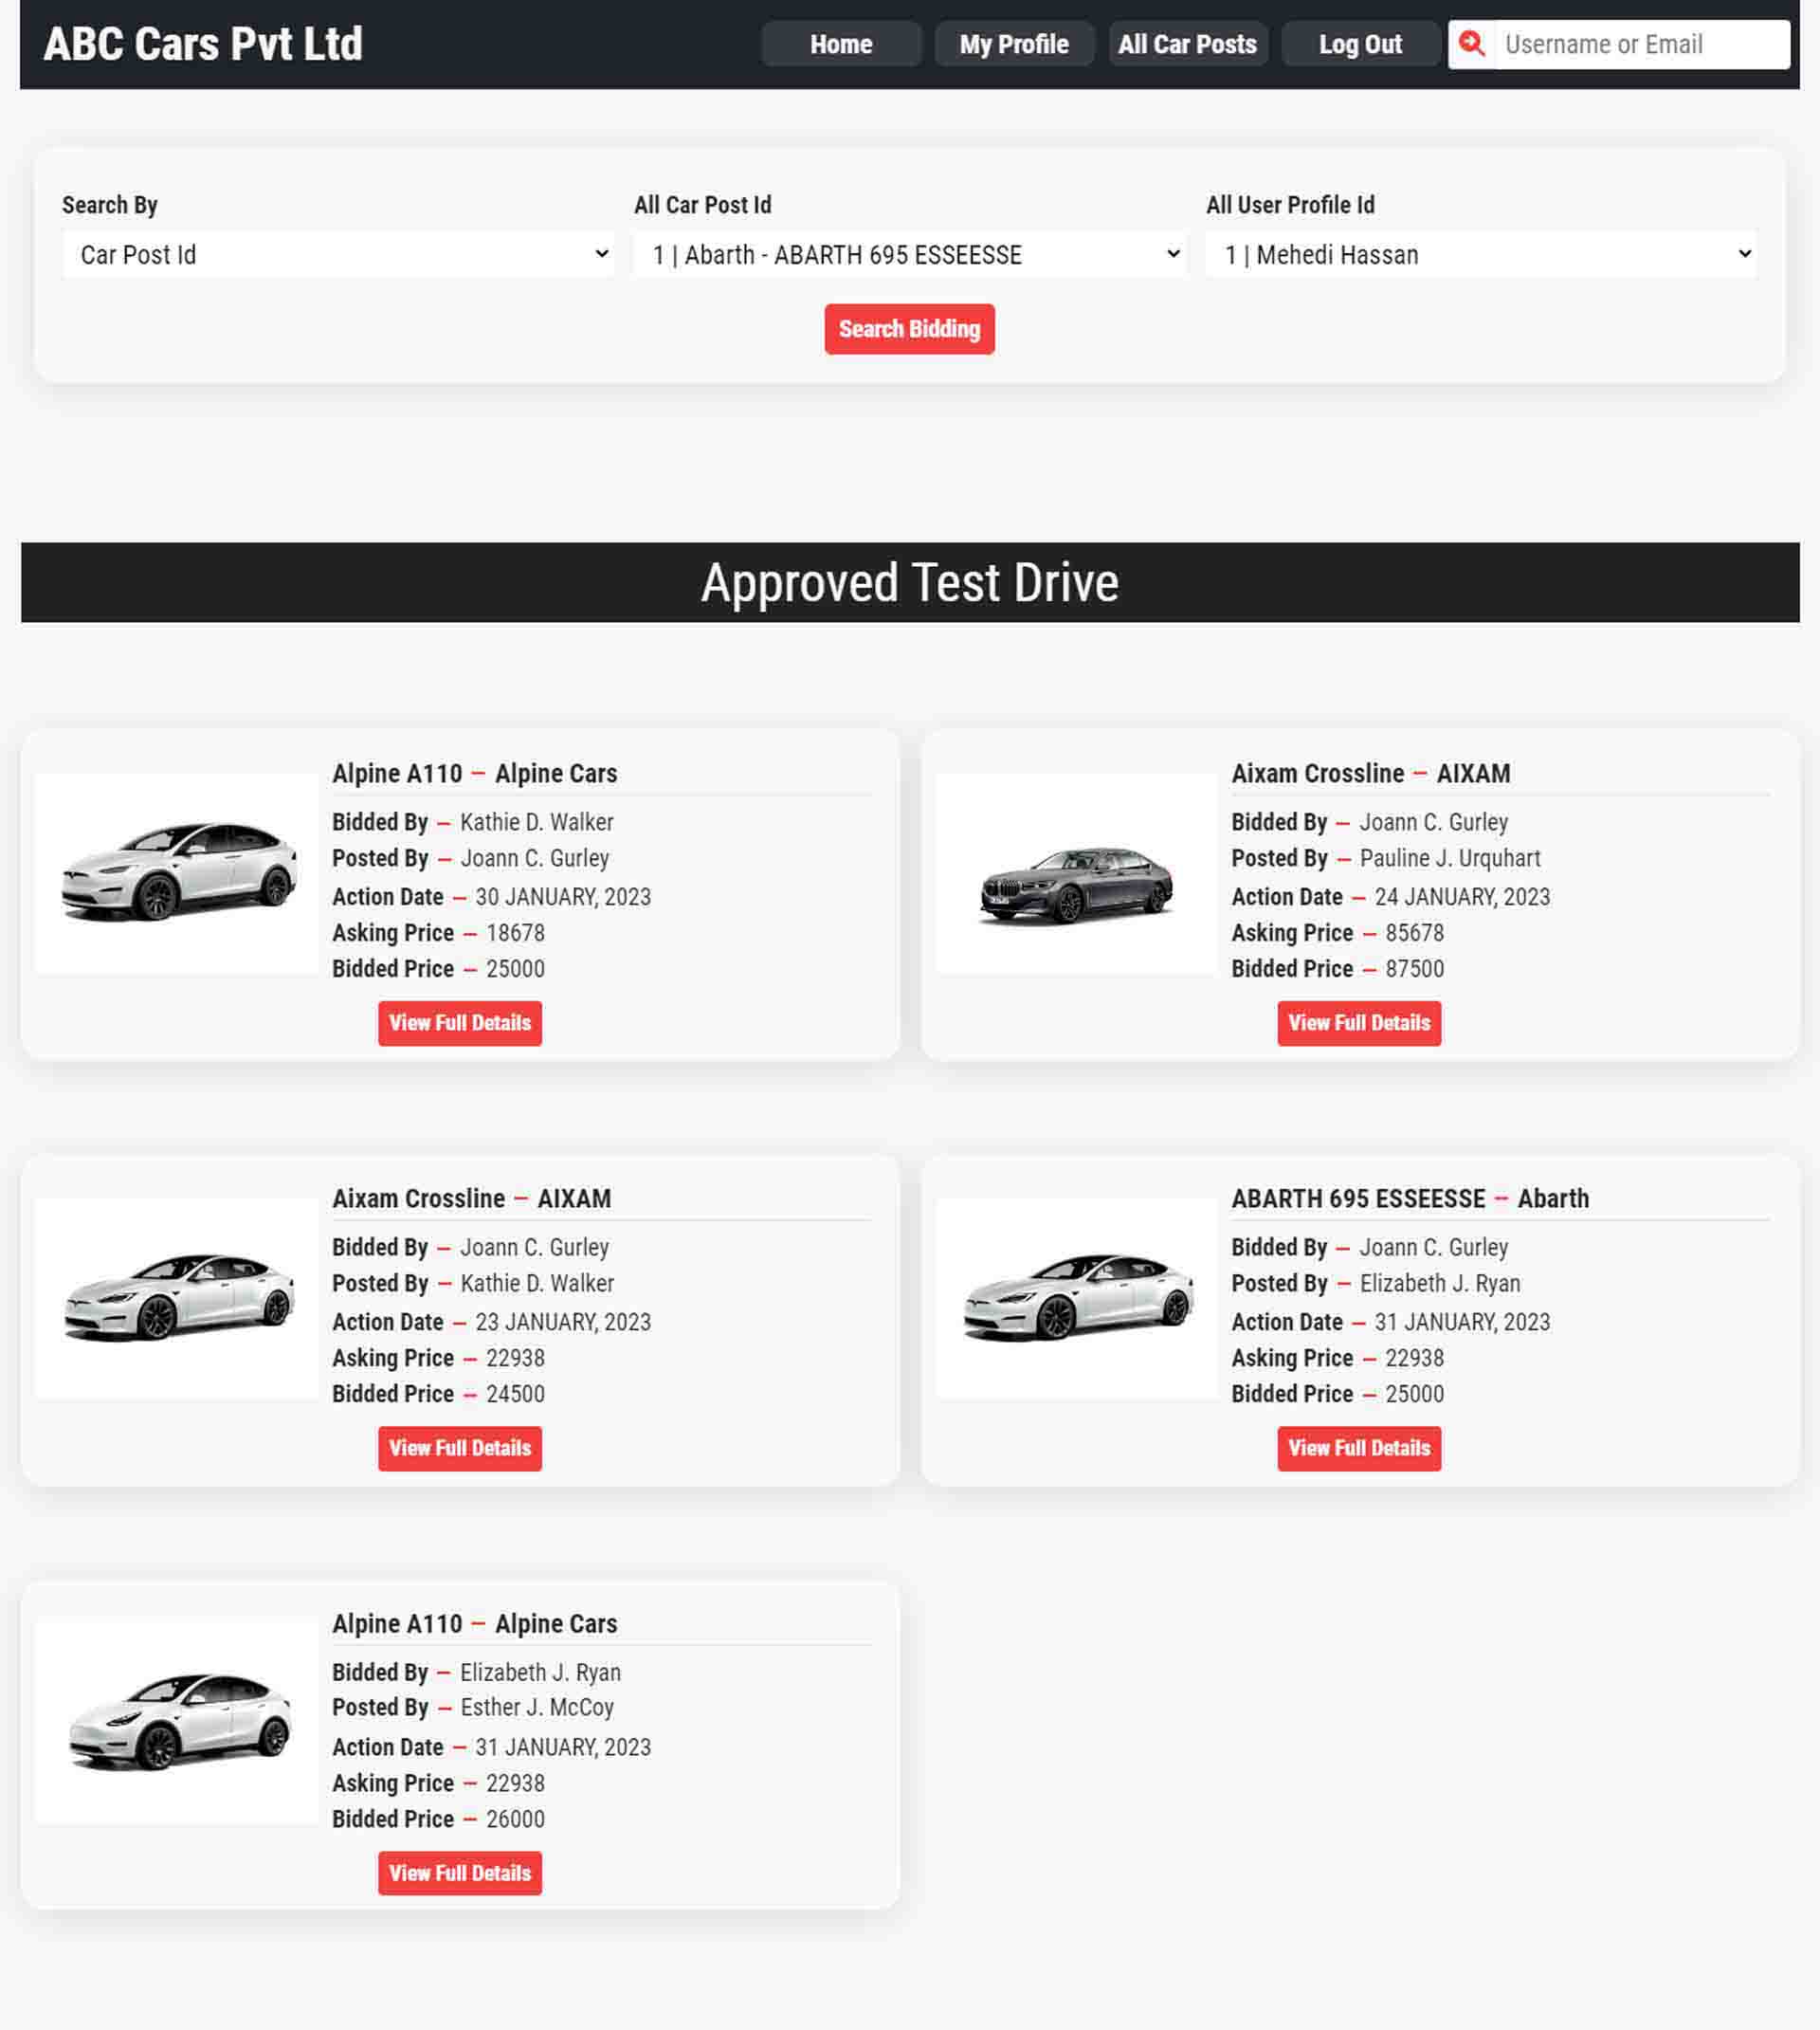 ABC Cars Pvt Ltd
Home
My Profile
All Car Posts
Log Out
Username or Email
Search By
All Car Post Id
All User Profile Id
Car Post Id
1 | Abarth - ABARTH 695 ESSEESSE
1 | Mehedi Hassan
Search Bidding
Approved Test Drive
Alpine A110 — Alpine Cars
Bidded By — Kathie D. Walker
Posted By — Joann C. Gurley
Action Date — 30 JANUARY, 2023
Asking Price — 18678
Bidded Price — 25000
View Full Details
Aixam Crossline — AIXAM
Bidded By — Joann C. Gurley
Posted By — Pauline J. Urquhart
Action Date — 24 JANUARY, 2023
Asking Price — 85678
Bidded Price — 87500
View Full Details
Aixam Crossline — AIXAM
Bidded By — Joann C. Gurley
Posted By — Kathie D. Walker
Action Date — 23 JANUARY, 2023
Asking Price — 22938
Bidded Price — 24500
View Full Details
ABARTH 695 ESSEESSE — Abarth
Bidded By — Joann C. Gurley
Posted By — Elizabeth J. Ryan
Action Date — 31 JANUARY, 2023
Asking Price — 22938
Bidded Price — 25000
View Full Details
Alpine A110 — Alpine Cars
Bidded By — Elizabeth J. Ryan
Posted By — Esther J. McCoy
Action Date — 31 JANUARY, 2023
Asking Price — 22938
Bidded Price — 26000
View Full Details